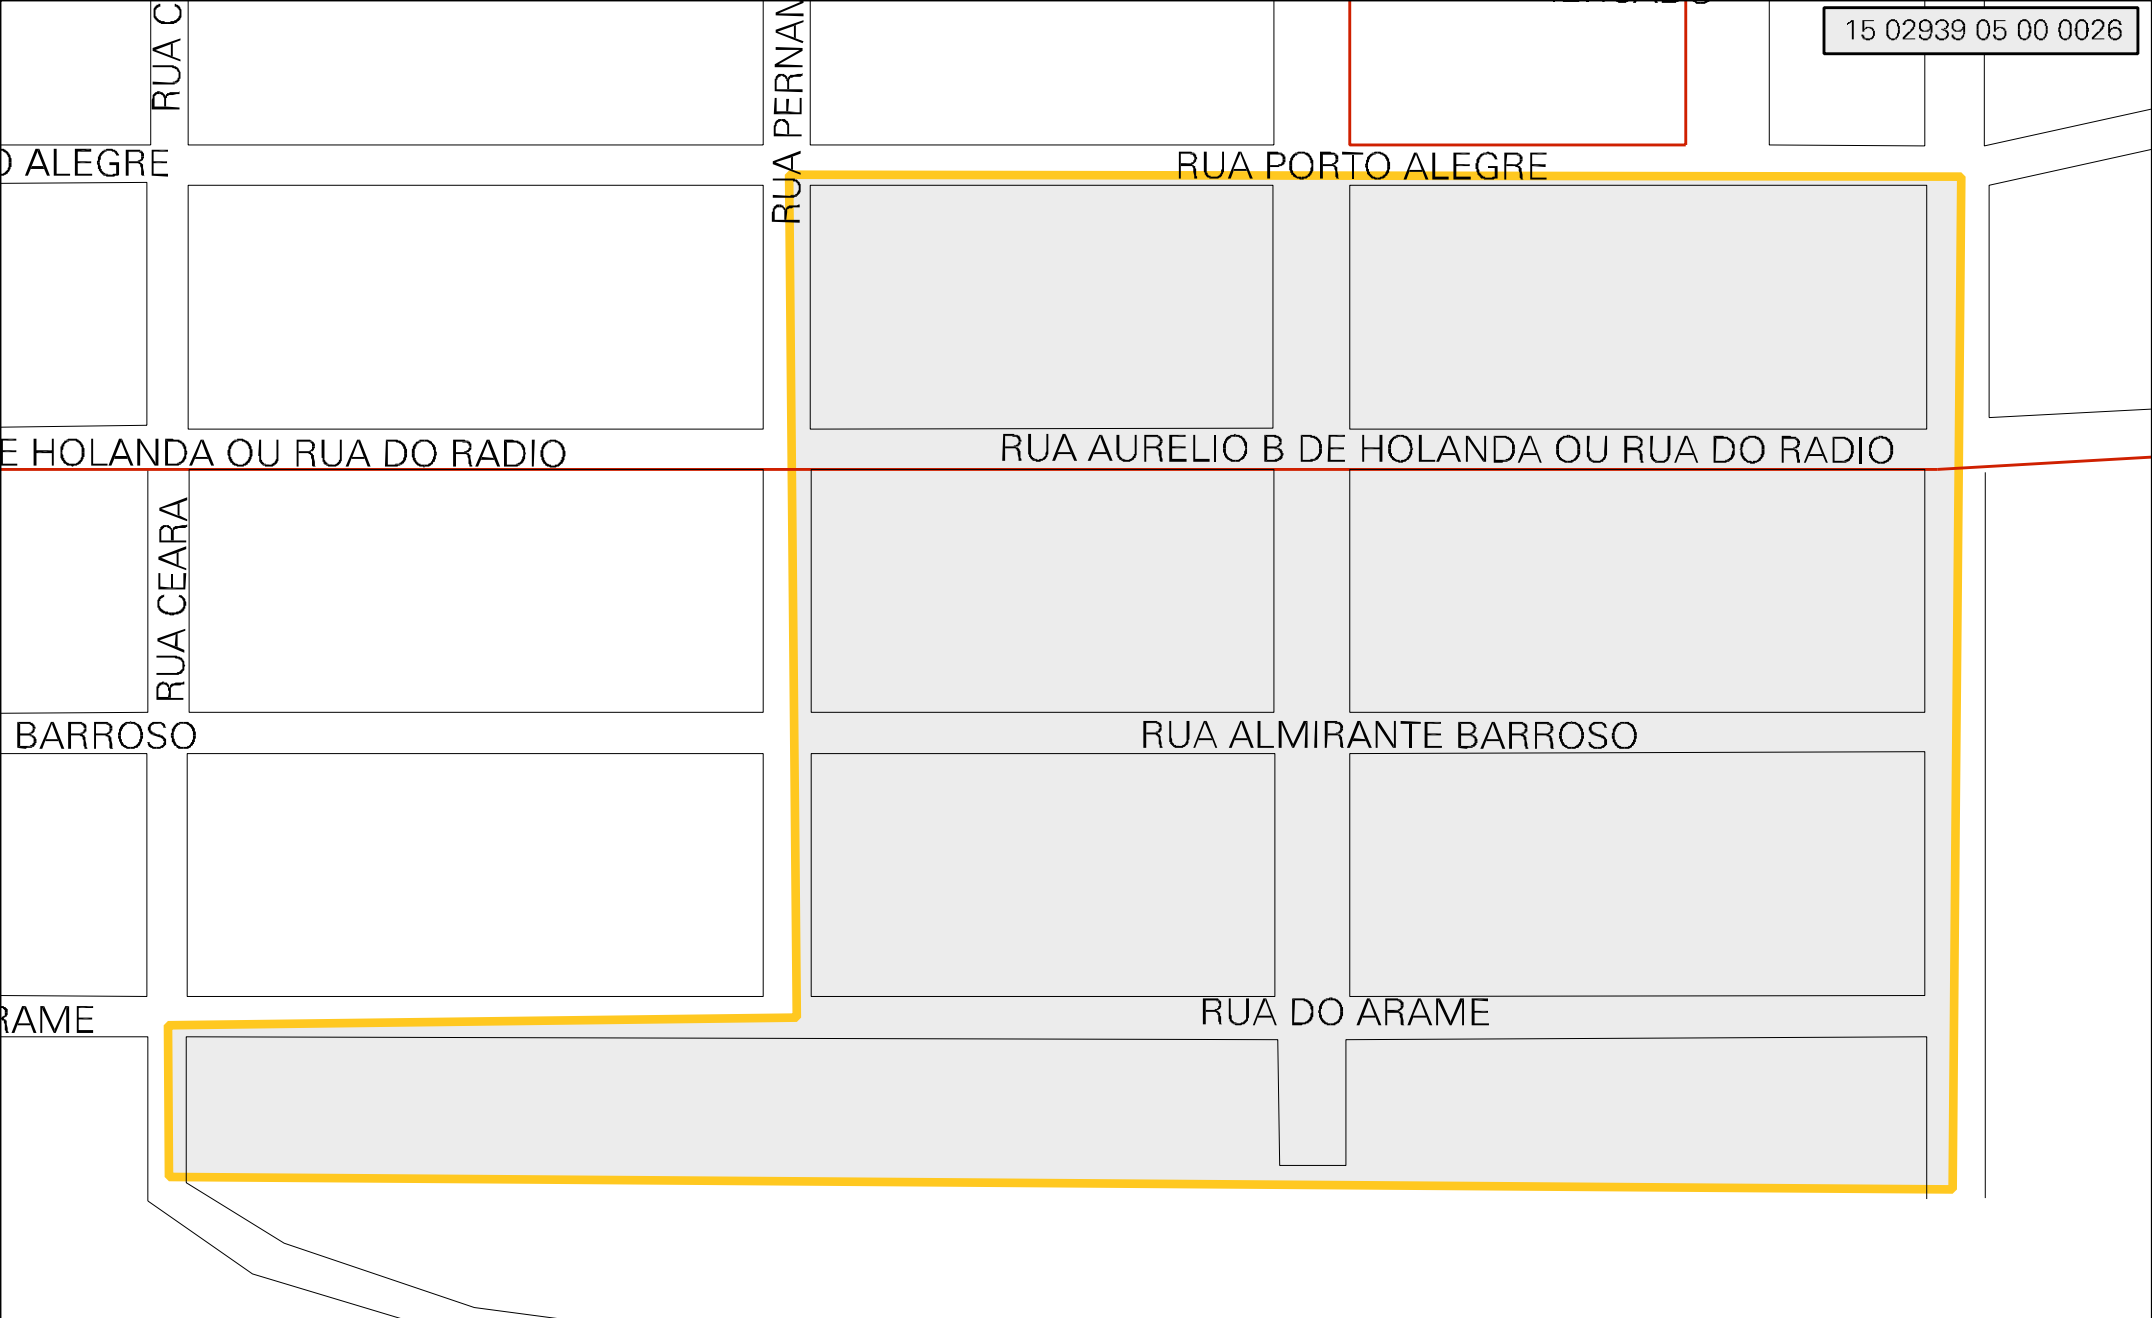 15 02939 05 00 0026
RUA C
RUA PERNAN
O ALEGRE
RUA PORTO ALEGRE
E HOLANDA OU RUA DO RADIO
RUA AURELIO B DE HOLANDA OU RUA DO RADIO
RUA CEARA
BARROSO
RUA ALMIRANTE BARROSO
RAME
RUA DO ARAME